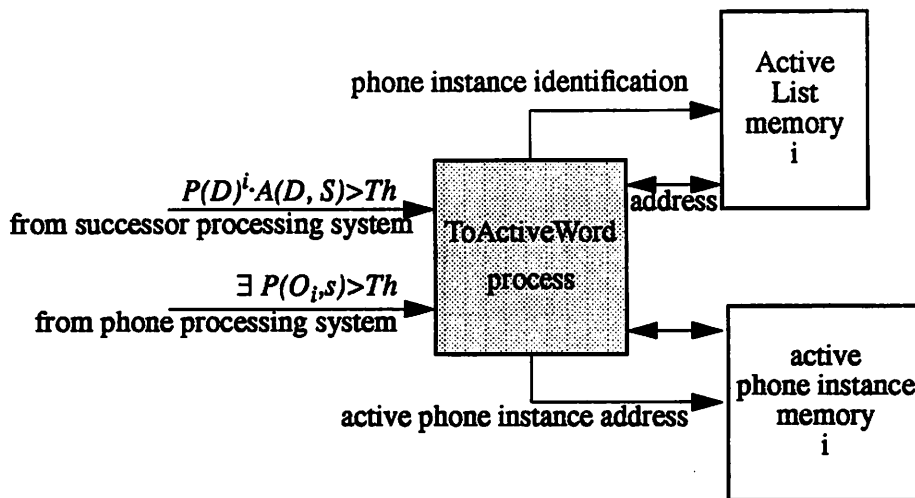 phone instance identification
Active
List
memory
i
P(D)^i·A(D, S)>Th
from successor processing system
address
ToActiveWord
process
∃ P(O_i,s)>Th
from phone processing system
active phone instance address
active
phone instance
memory
i